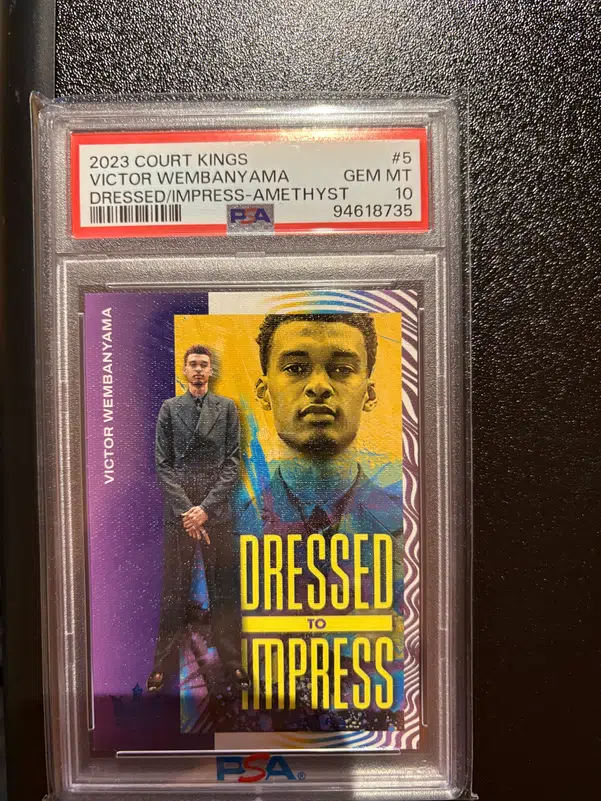 2023 COURT KINGS #5
VICTOR WEMBANYAMA GEM MT
DRESSED/IMPRESS-AMETHYST 10
PSA 94618735
VICTOR WEMBANYAMA
DRESSED
TO
IMPRESS
PSA®